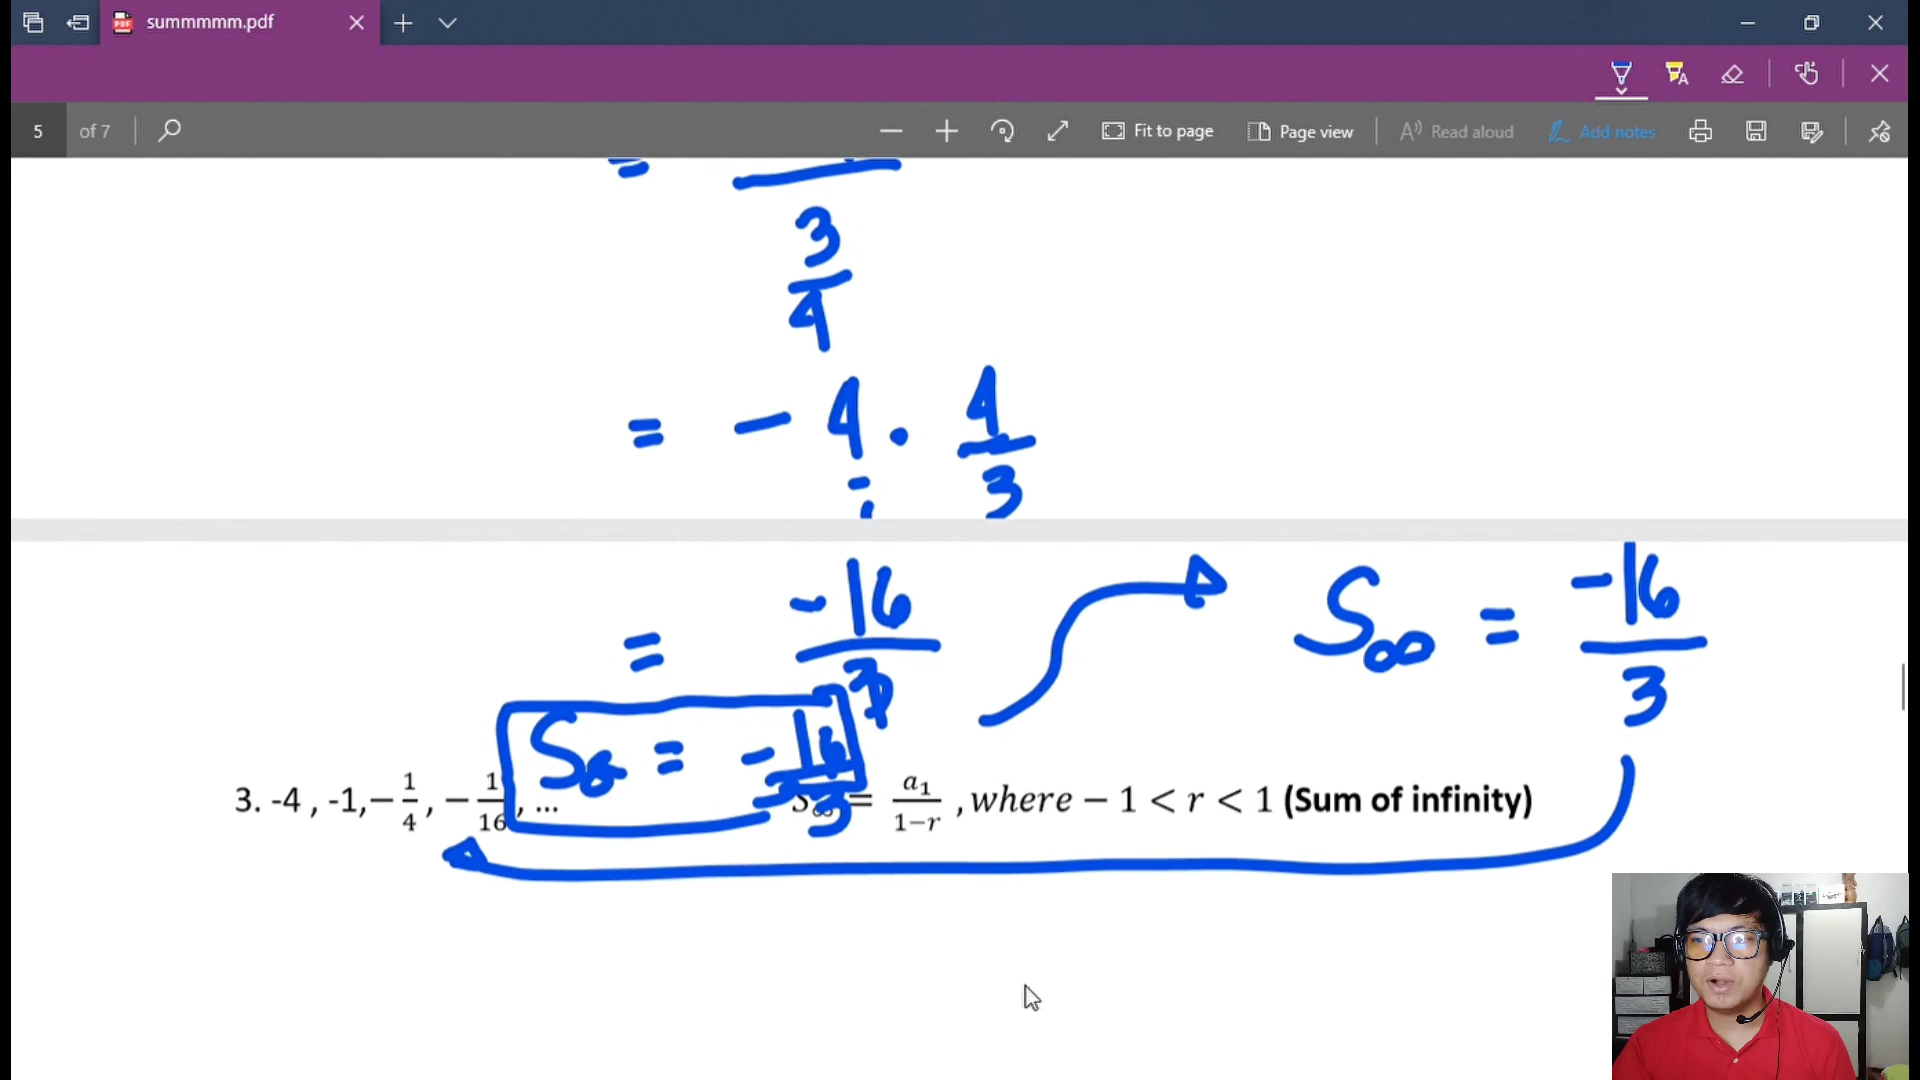 summmmm.pdf
5 of 7 Fit to page Page view Read aloud Add notes
=
3
4
= - 4 . 4
3
= -16
3
S∞ = -16
3
S∞ = -16
3
3. -4 , -1, −1/4 , −1/16 , ... S∞ = a₁/1−r , where − 1 < r < 1 (Sum of infinity)